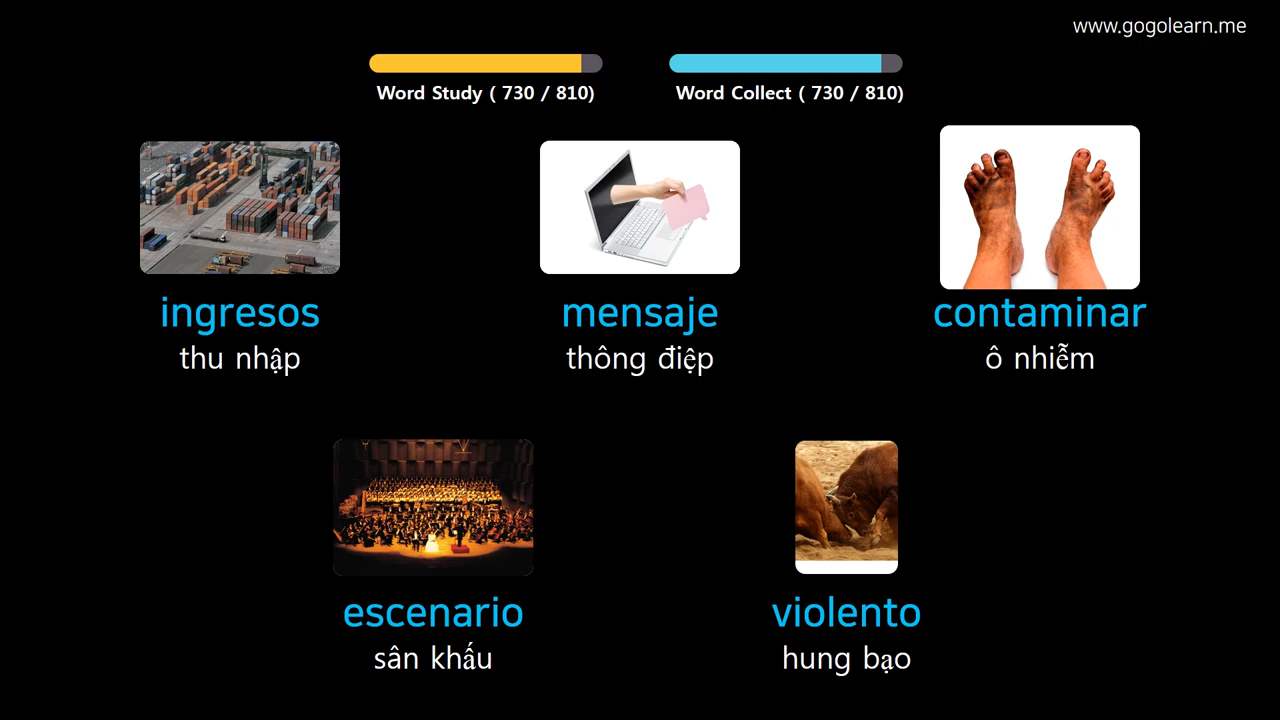 www.gogolearn.me
Word Study ( 730 / 810)
Word Collect ( 730 / 810)
ingresos
thu nhập
mensaje
thông điệp
contaminar
ô nhiễm
escenario
sân khấu
violento
hung bạo